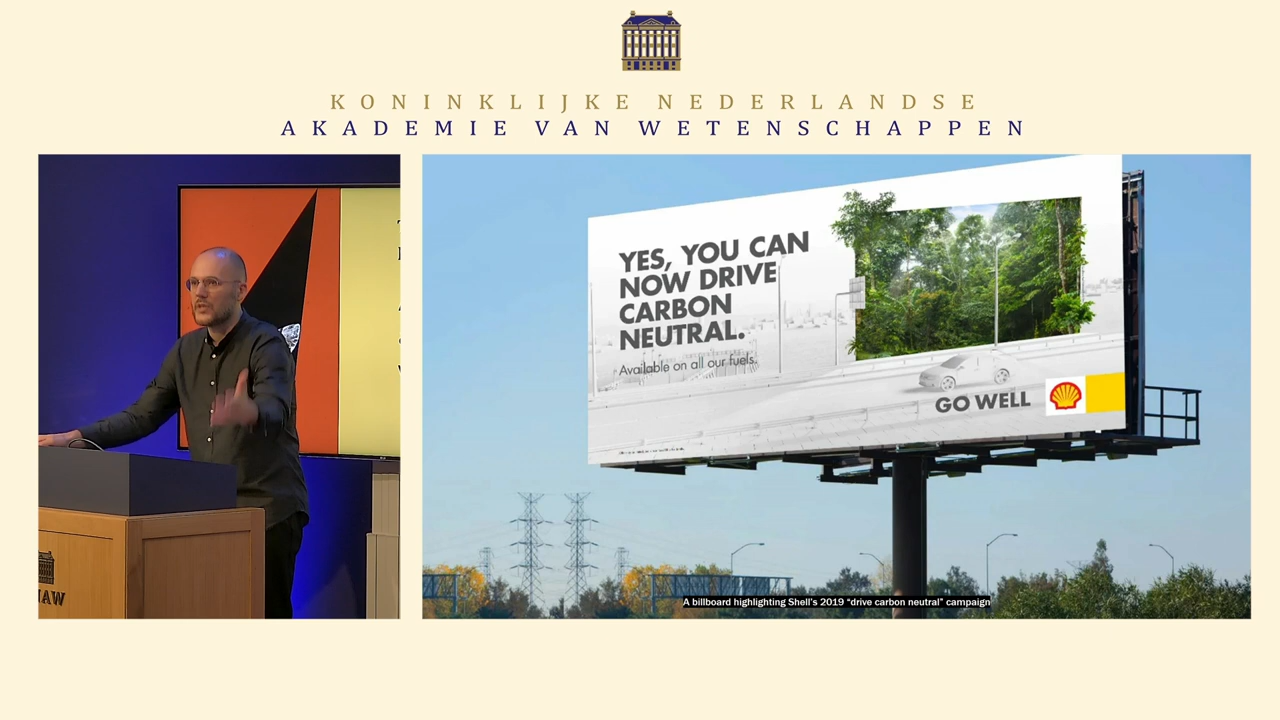 KONINKLIJKE NEDERLANDSE
AKADEMIE VAN WETENSCHAPPEN
YES, YOU CAN
NOW DRIVE
CARBON
NEUTRAL.
Available on all our fuels.
GO WELL
A billboard highlighting Shell's 2019 “drive carbon neutral” campaign